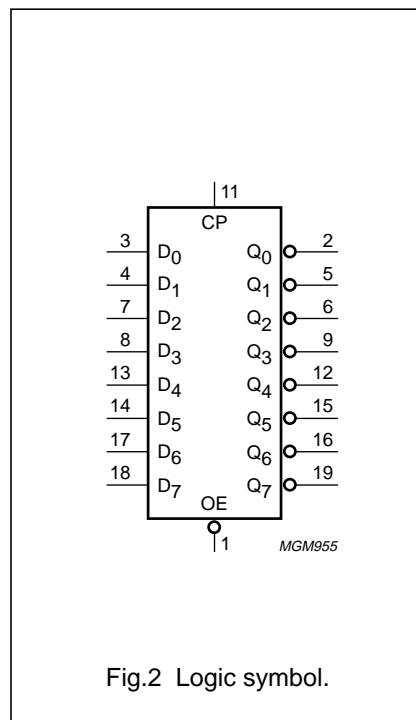 11
CP
3 D0 Q0 2
4 D1 Q1 5
7 D2 Q2 6
8 D3 Q3 9
13 D4 Q4 12
14 D5 Q5 15
17 D6 Q6 16
18 D7 Q7 19
OE
1 MGM955
Fig.2 Logic symbol.